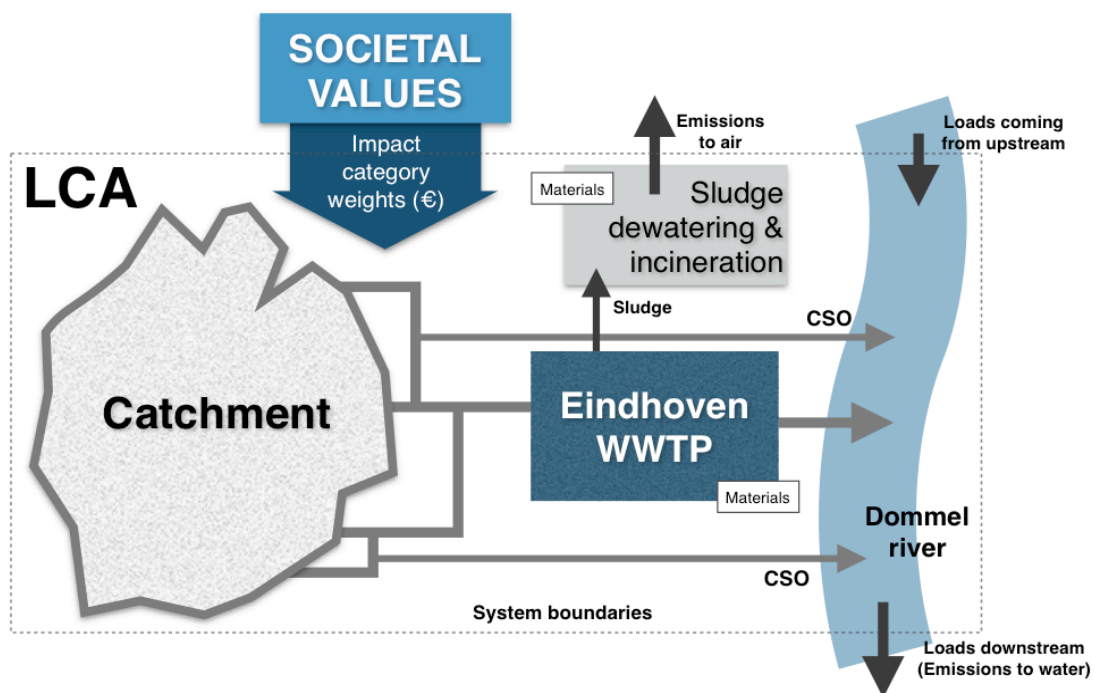 SOCIETAL
VALUES
Impact
category
weights (€)
LCA
Emissions
to air
Loads coming
from upstream
Materials
Sludge
dewatering &
incineration
Sludge
CSO
Catchment
Eindhoven
WWTP
Materials
Dommel
river
CSO
System boundaries
Loads downstream
(Emissions to water)